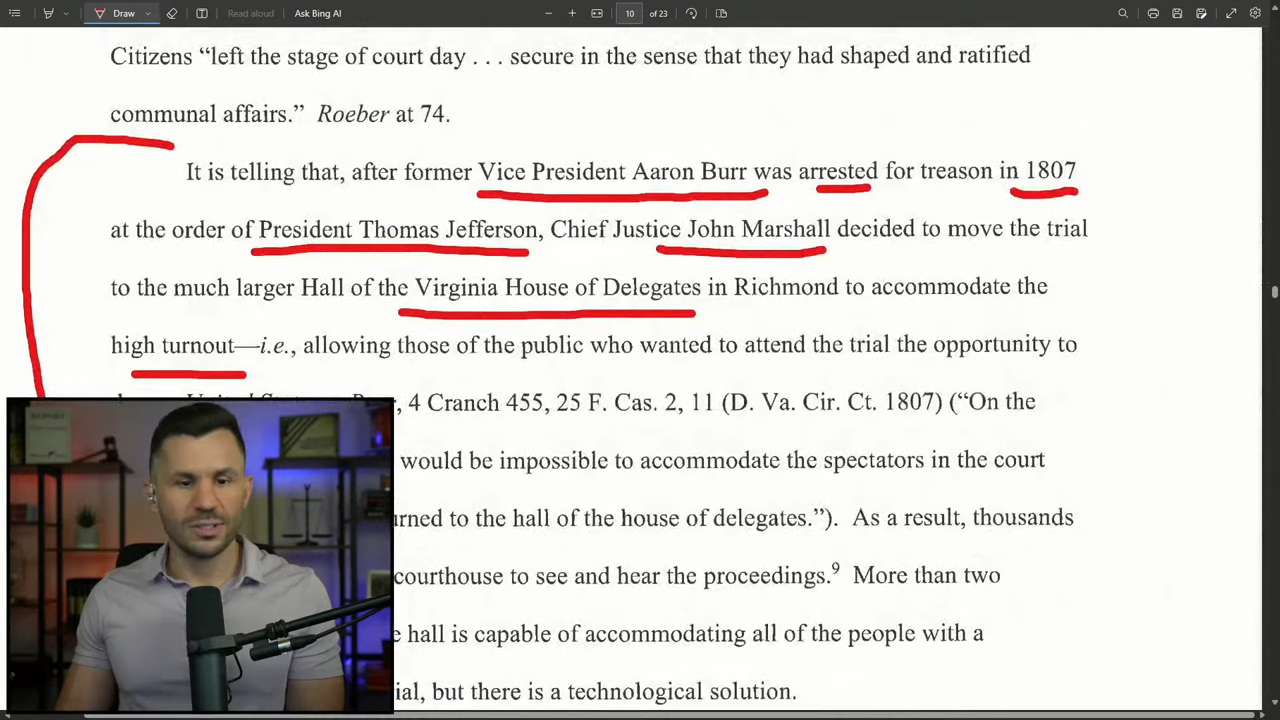 Draw
Read aloud
Ask Bing AI
10 of 23
Citizens “left the stage of court day . . . secure in the sense that they had shaped and ratified
communal affairs.” Roeber at 74.
It is telling that, after former Vice President Aaron Burr was arrested for treason in 1807
at the order of President Thomas Jefferson, Chief Justice John Marshall decided to move the trial
to the much larger Hall of the Virginia House of Delegates in Richmond to accommodate the
high turnout—i.e., allowing those of the public who wanted to attend the trial the opportunity to
, 4 Cranch 455, 25 F. Cas. 2, 11 (D. Va. Cir. Ct. 1807) (“On the
would be impossible to accommodate the spectators in the court
urned to the hall of the house of delegates.”). As a result, thousands
courthouse to see and hear the proceedings.9 More than two
e hall is capable of accommodating all of the people with a
ial, but there is a technological solution.